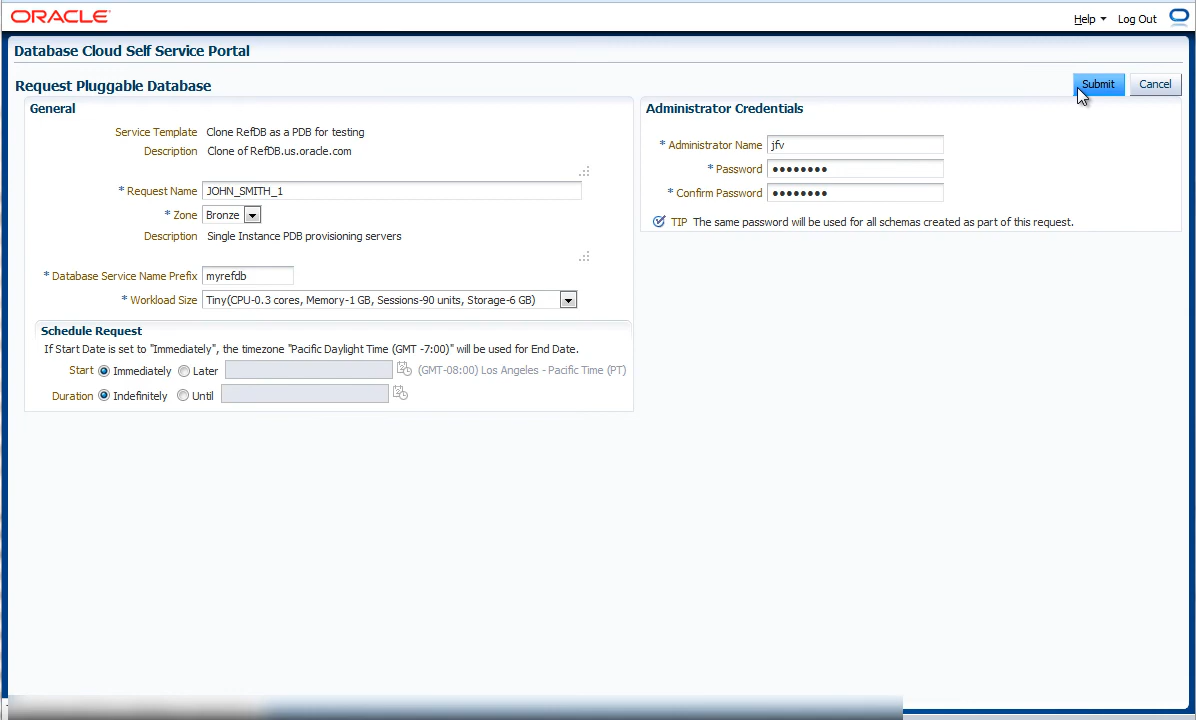 ORACLE
Help Log Out
Database Cloud Self Service Portal
Request Pluggable Database
Submit Cancel
General
Service Template Clone RefDB as a PDB for testing
Description Clone of RefDB.us.oracle.com
* Request Name JOHN_SMITH_1
* Zone Bronze
Description Single Instance PDB provisioning servers
* Database Service Name Prefix myrefdb
* Workload Size Tiny(CPU-0.3 cores, Memory-1 GB, Sessions-90 units, Storage-6 GB)
Schedule Request
If Start Date is set to "Immediately", the timezone "Pacific Daylight Time (GMT -7:00)" will be used for End Date.
Start Immediately Later (GMT-08:00) Los Angeles - Pacific Time (PT)
Duration Indefinitely Until
Administrator Credentials
* Administrator Name jfv
* Password ●●●●●●●●
* Confirm Password ●●●●●●●●
TIP The same password will be used for all schemas created as part of this request.